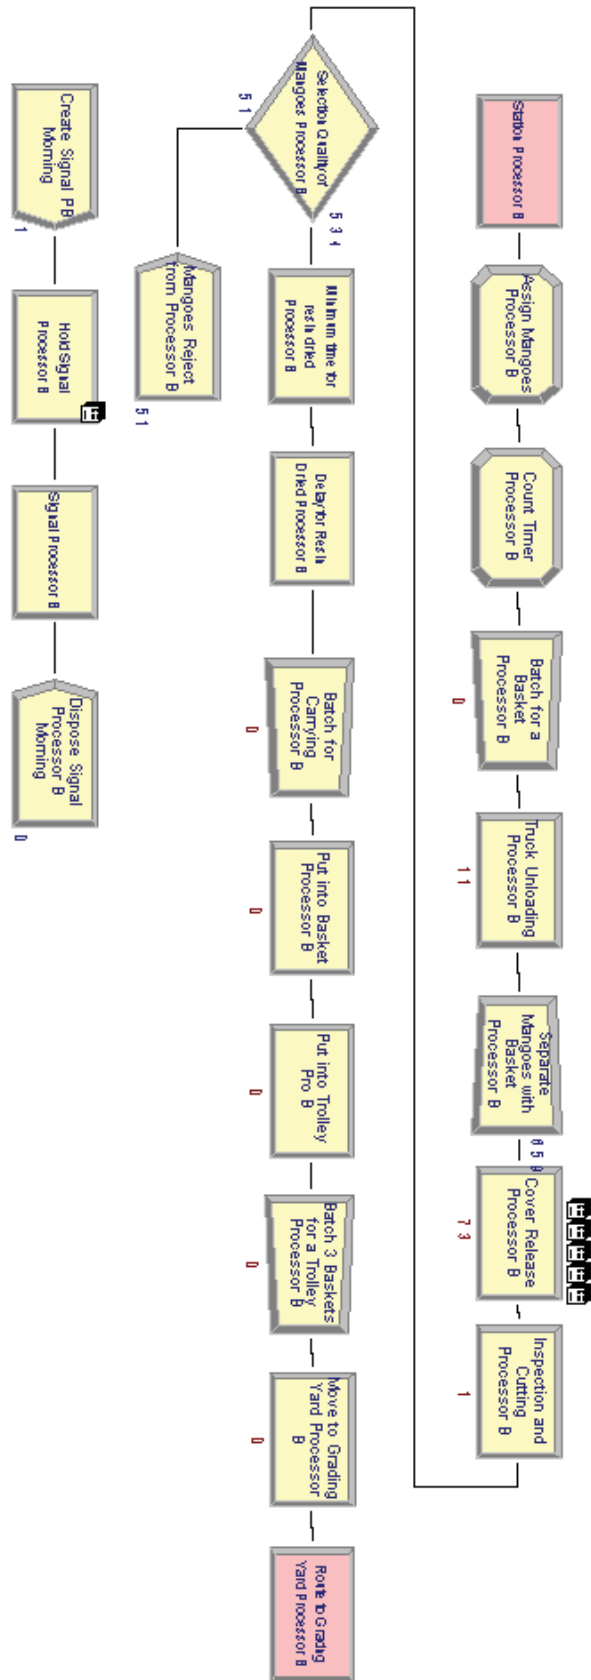 Station Processor B
Assign Mangoes
Processor B
Count Timer
Processor B
Batch for a
Basket
Processor B
0
Truck Unloading
Processor B
1 1
Separate
Mangoes with
Basket
Processor B
6 5 9
Cover Release
Processor B
7 3
Inspection and
Cutting
Processor B
1
Selection Quality of
Mangoes Processor B
5 3 4
5 1
Minimum time for
resin dried
Processor B
Delay for Resin
Dried Processor B
Batch for
Carrying
Processor B
0
Put into Basket
Processor B
0
Put into Trolley
Pro B
0
Batch 3 Baskets
for a Trolley
Processor B
0
Move to Grading
Yard Processor
B
0
Route to Grading
Yard Processor B
Mangoes Reject
from Processor B
5 1
Create Signal PB
Morning
1
Hold Signal
Processor B
Signal Processor B
Dispose Signal
Processor B
Morning
0